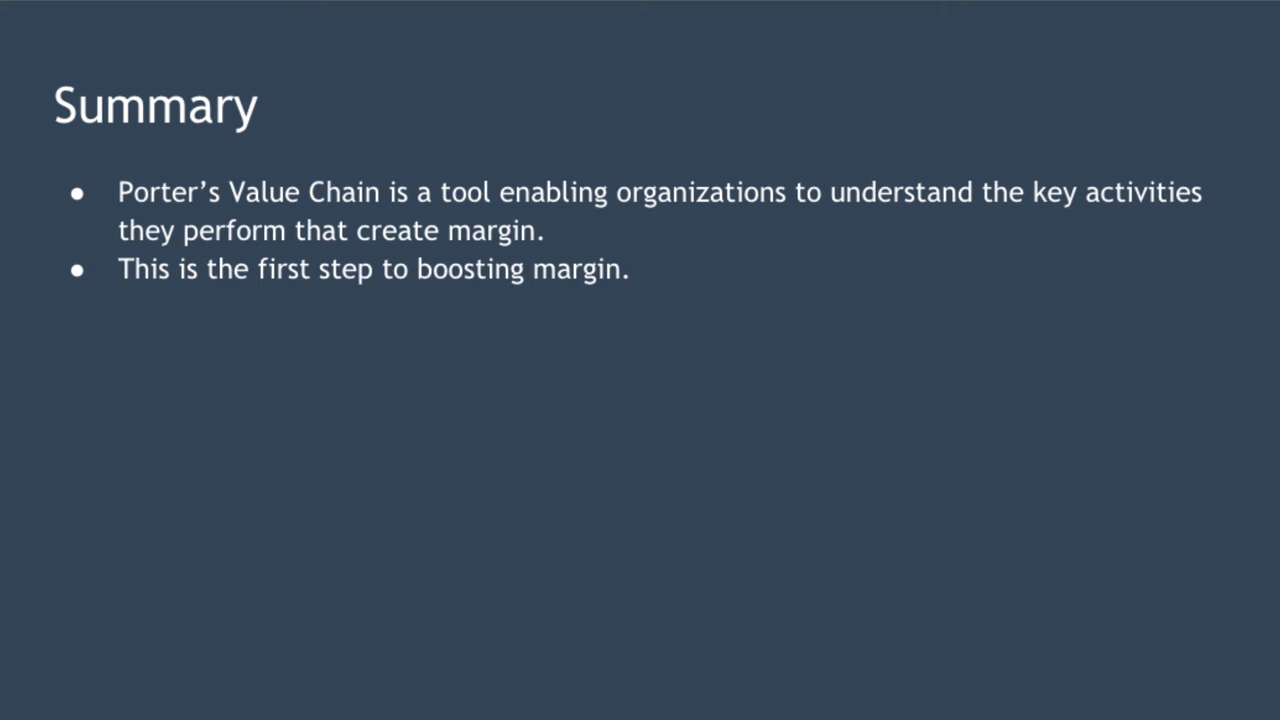 Summary
● Porter’s Value Chain is a tool enabling organizations to understand the key activities
they perform that create margin.
● This is the first step to boosting margin.